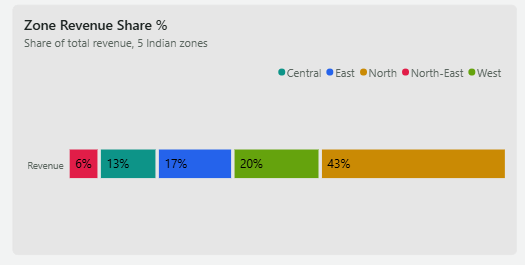 Zone Revenue Share %
Share of total revenue, 5 Indian zones
Central East North North-East West
Revenue 6% 13% 17% 20% 43%